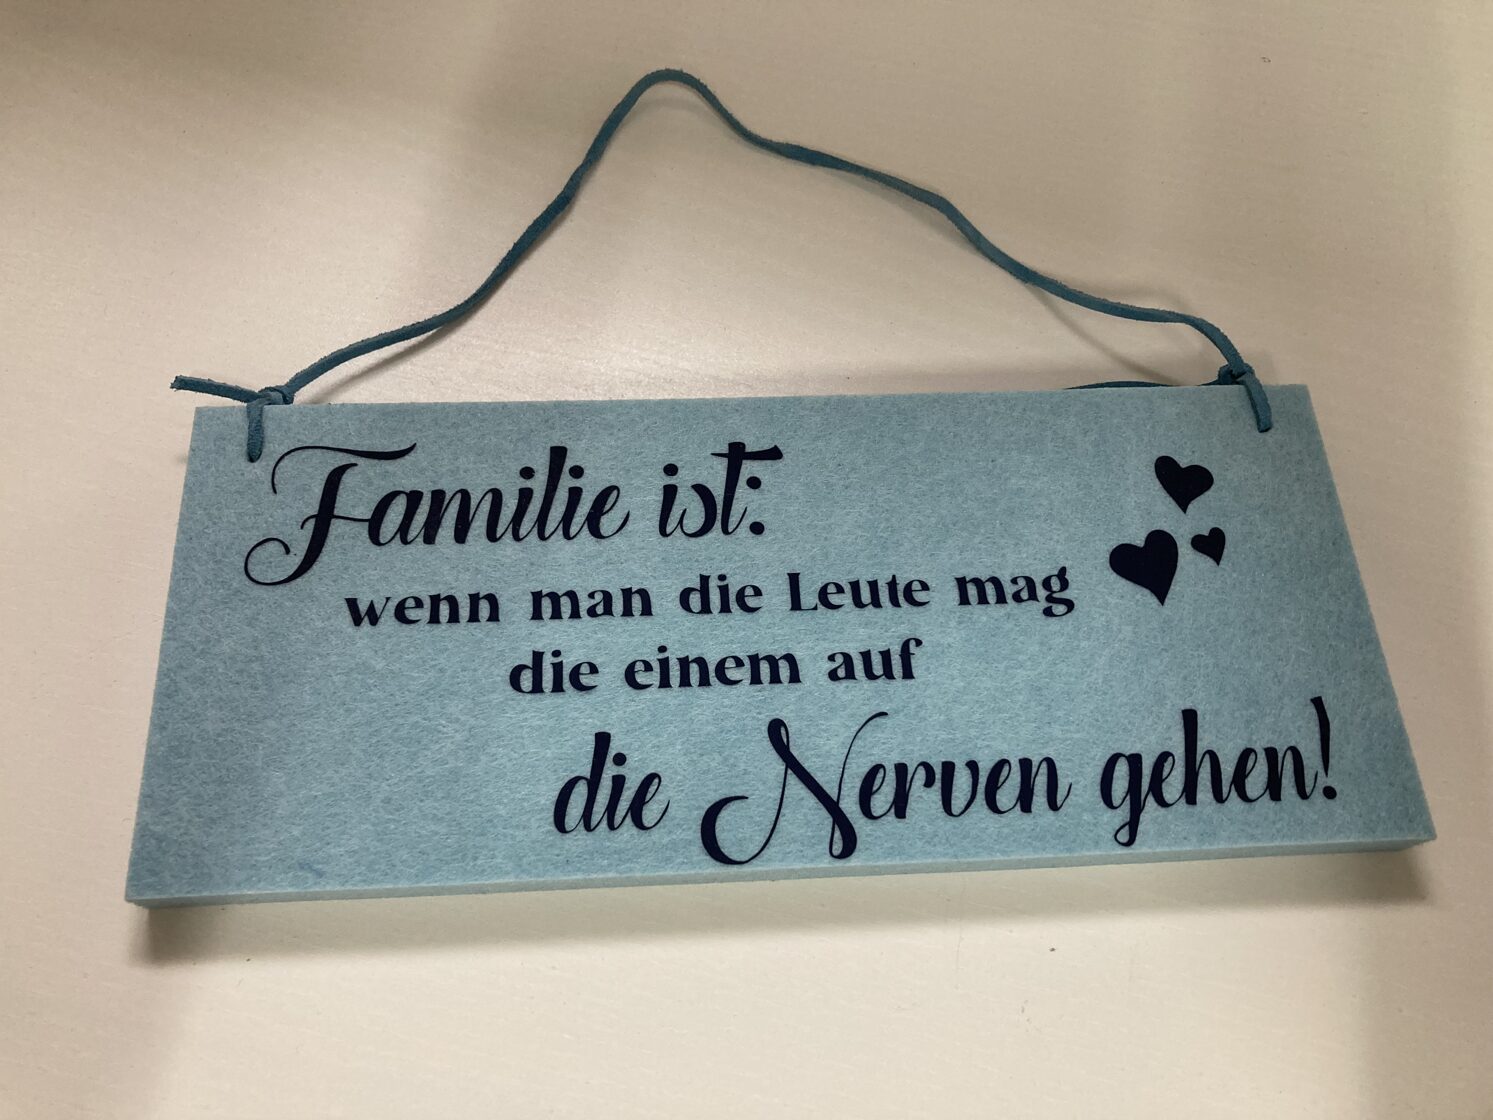 Familie ist:
wenn man die Leute mag
die einem auf
die Nerven gehen!